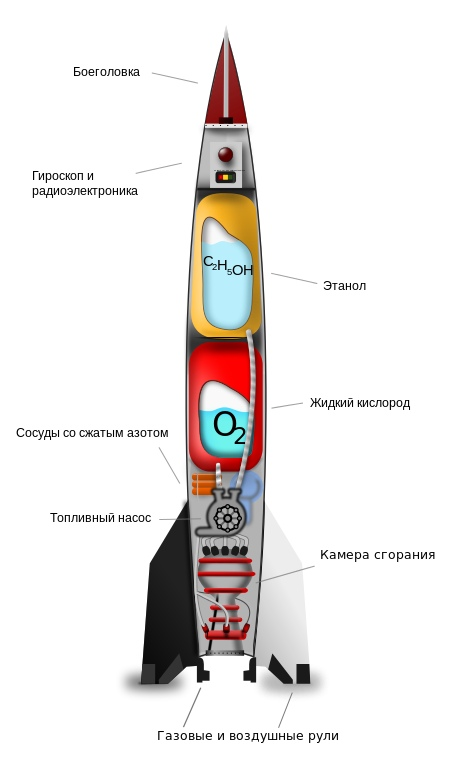 Боеголовка
Гироскоп и
радиоэлектроника
C2H5OH
Этанол
Жидкий кислород
O2
Сосуды со сжатым азотом
Топливный насос
Камера сгорания
Газовые и воздушные рули